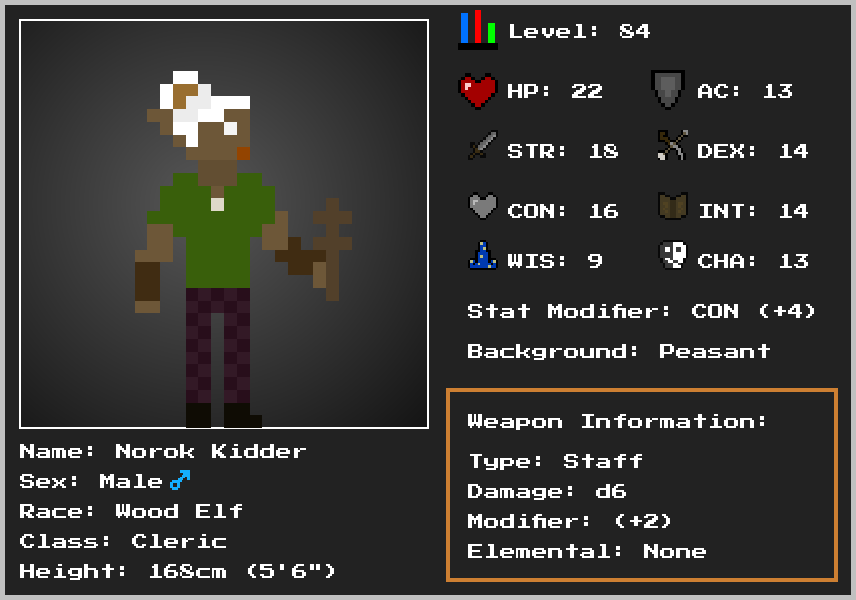 Level: 84
HP: 22 AC: 13
STR: 18 DEX: 14
CON: 16 INT: 14
WIS: 9 CHA: 13
Stat Modifier: CON (+4)
Background: Peasant
Weapon Information:
Type: Staff
Damage: d6
Modifier: (+2)
Elemental: None
Name: Norok Kidder
Sex: Male ♂
Race: Wood Elf
Class: Cleric
Height: 168cm (5'6")